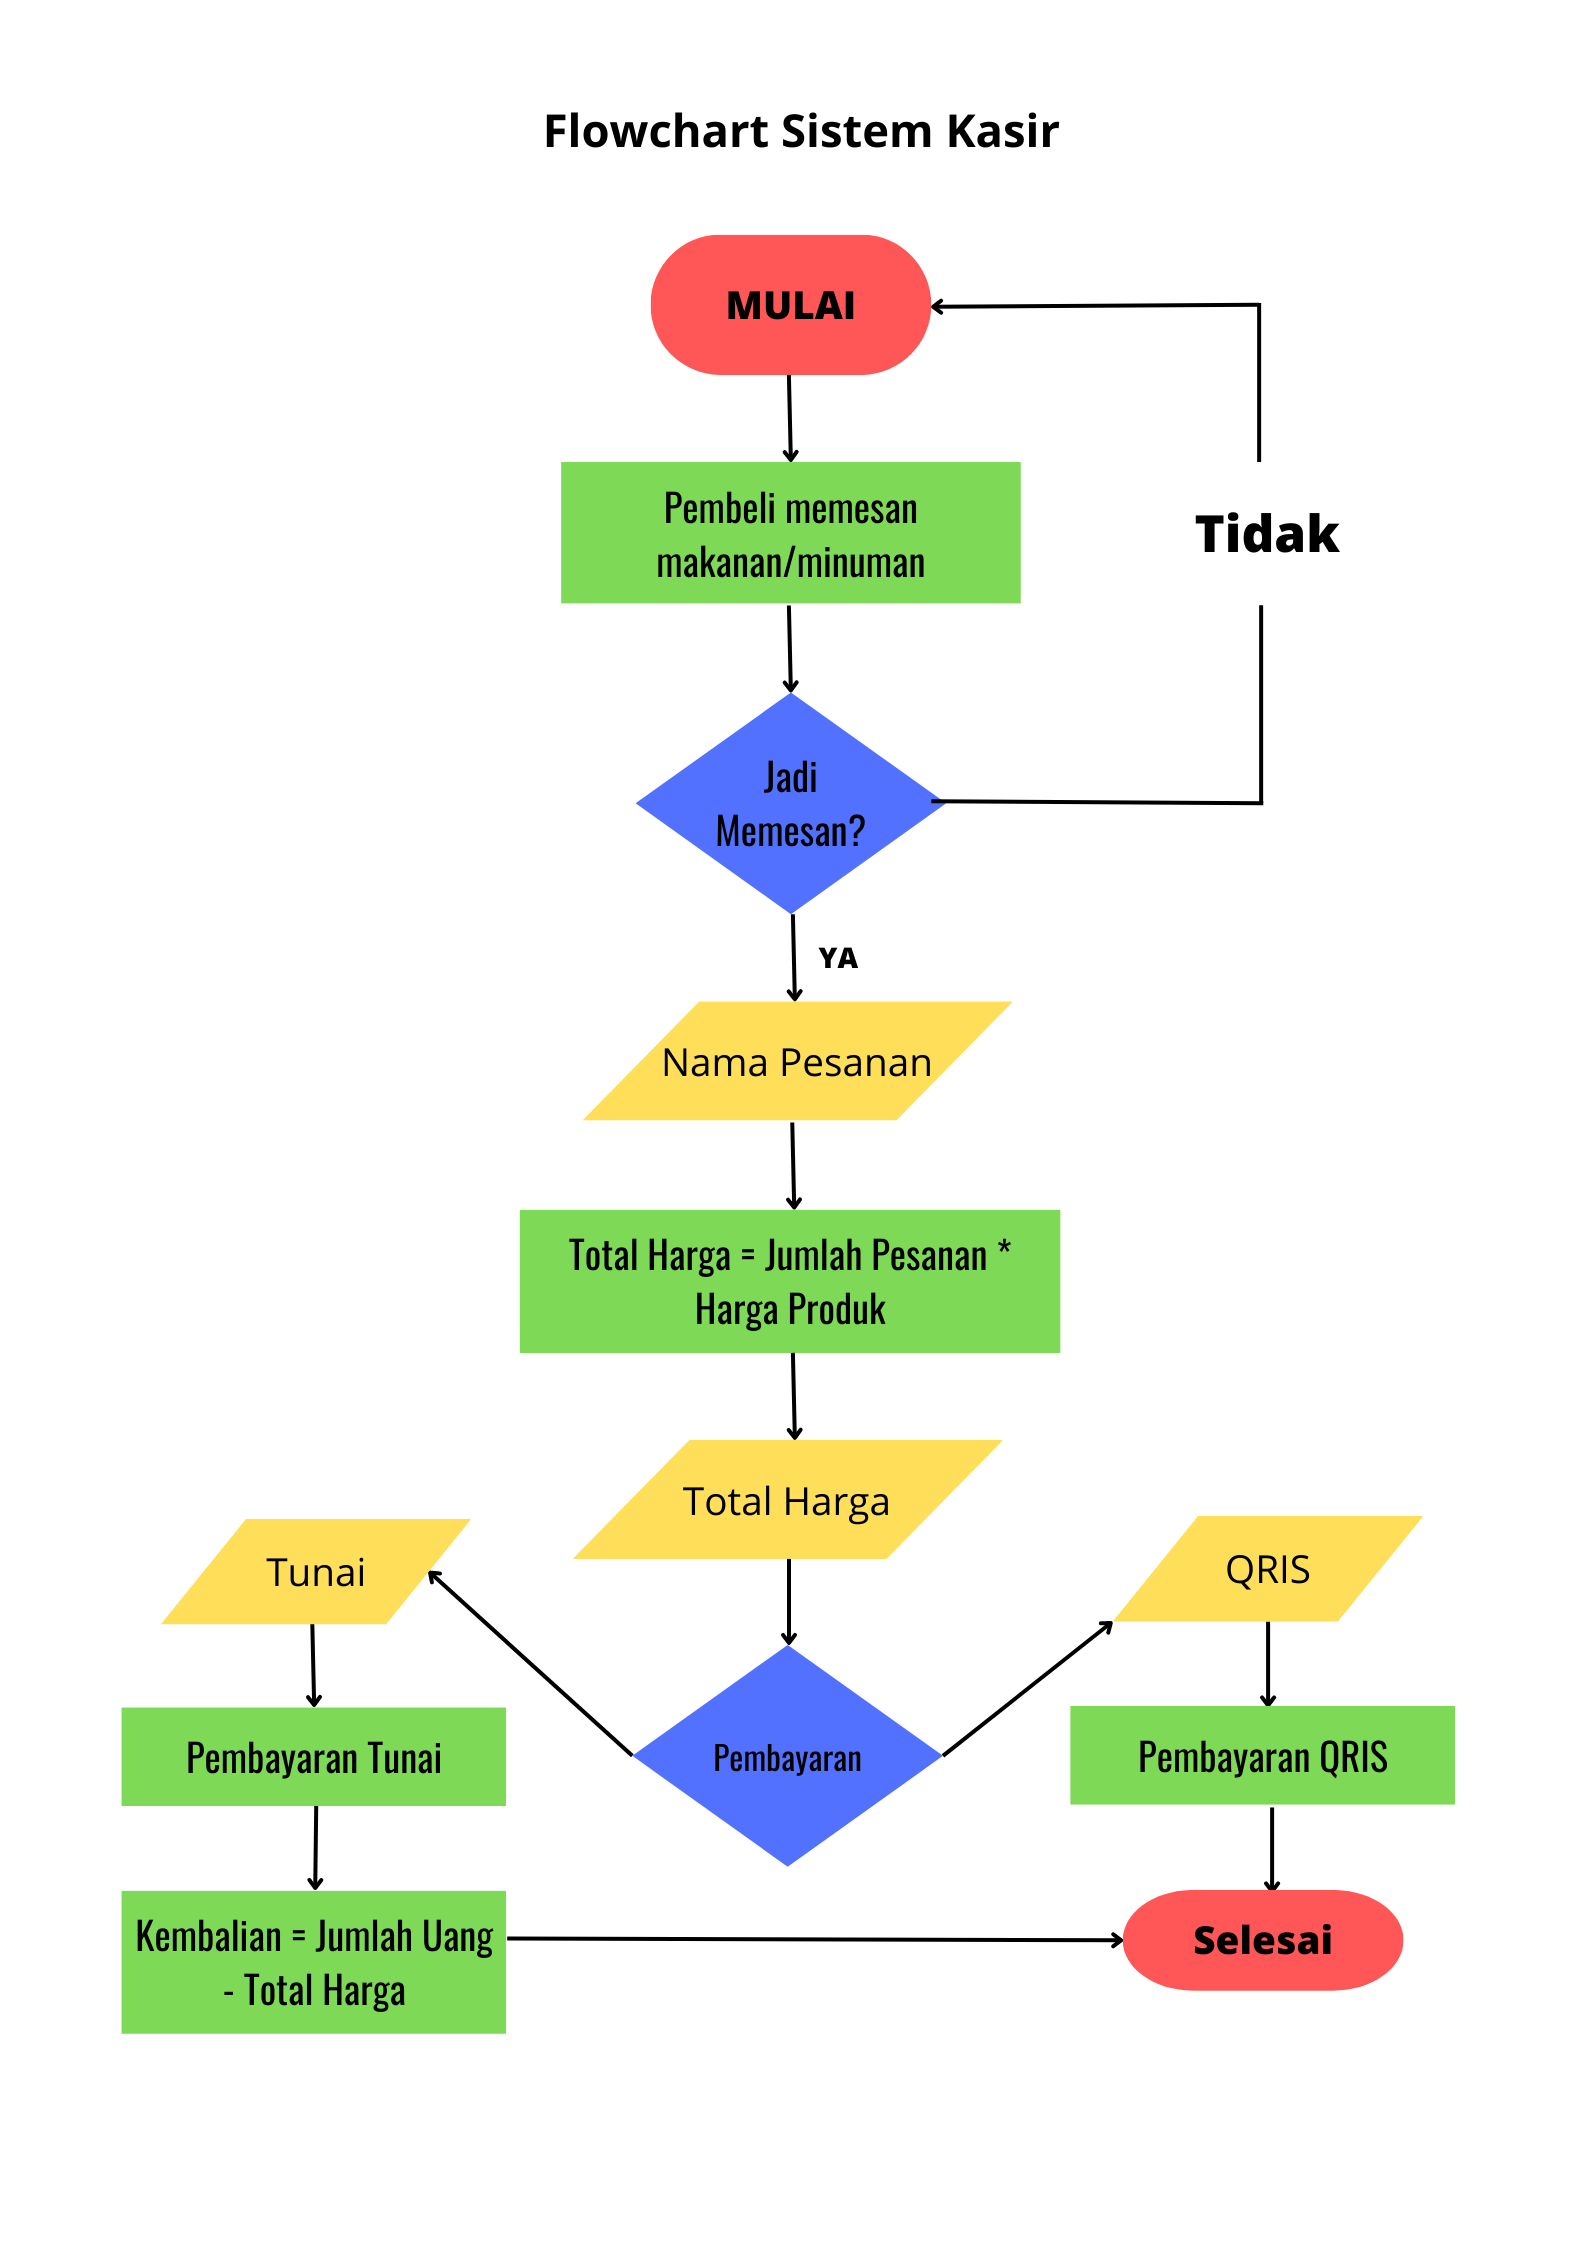 Flowchart Sistem Kasir
MULAI
Pembeli memesan
makanan/minuman
Tidak
Jadi
Memesan?
YA
Nama Pesanan
Total Harga = Jumlah Pesanan *
Harga Produk
Total Harga
Tunai
QRIS
Pembayaran Tunai
Pembayaran
Pembayaran QRIS
Kembalian = Jumlah Uang
- Total Harga
Selesai